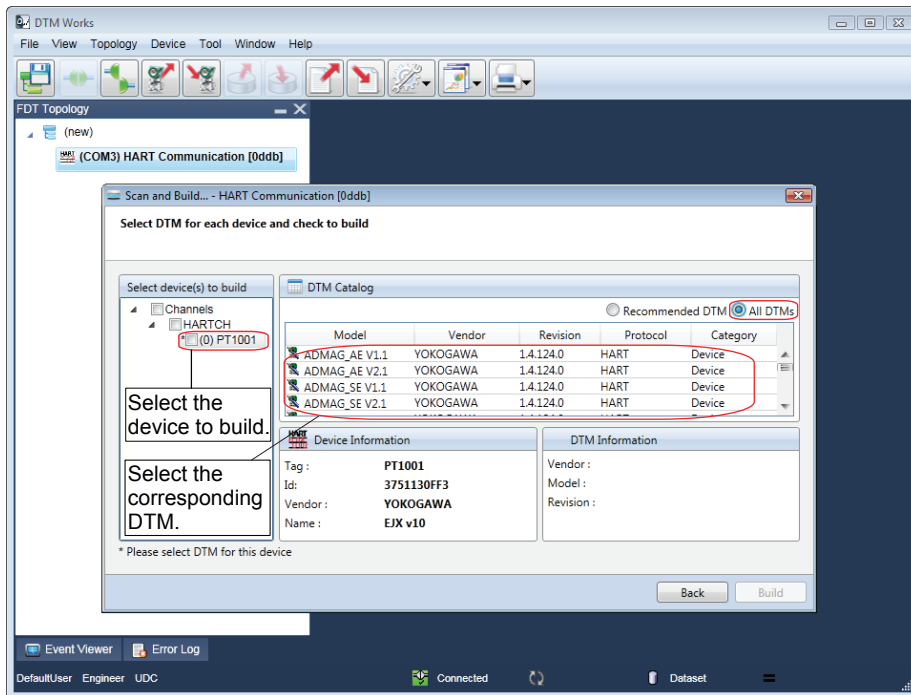 DTM Works
File View Topology Device Tool Window Help
FDT Topology
(new)
HART (COM3) HART Communication [0ddb]
Scan and Build... - HART Communication [0ddb]
Select DTM for each device and check to build
Select device(s) to build
Channels
HARTCH
*(0) PT1001
Select the
device to build.
Select the
corresponding
DTM.
DTM Catalog
Recommended DTM All DTMs
Model Vendor Revision Protocol Category
ADMAG_AE V1.1 YOKOGAWA 1.4.124.0 HART Device
ADMAG_AE V2.1 YOKOGAWA 1.4.124.0 HART Device
ADMAG_SE V1.1 YOKOGAWA 1.4.124.0 HART Device
ADMAG_SE V2.1 YOKOGAWA 1.4.124.0 HART Device
HART Device Information
Tag : PT1001
Id: 3751130FF3
Vendor : YOKOGAWA
Name : EJX v10
DTM Information
Vendor :
Model :
Revision :
* Please select DTM for this device
Back Build
Event Viewer Error Log
DefaultUser Engineer UDC Connected Dataset